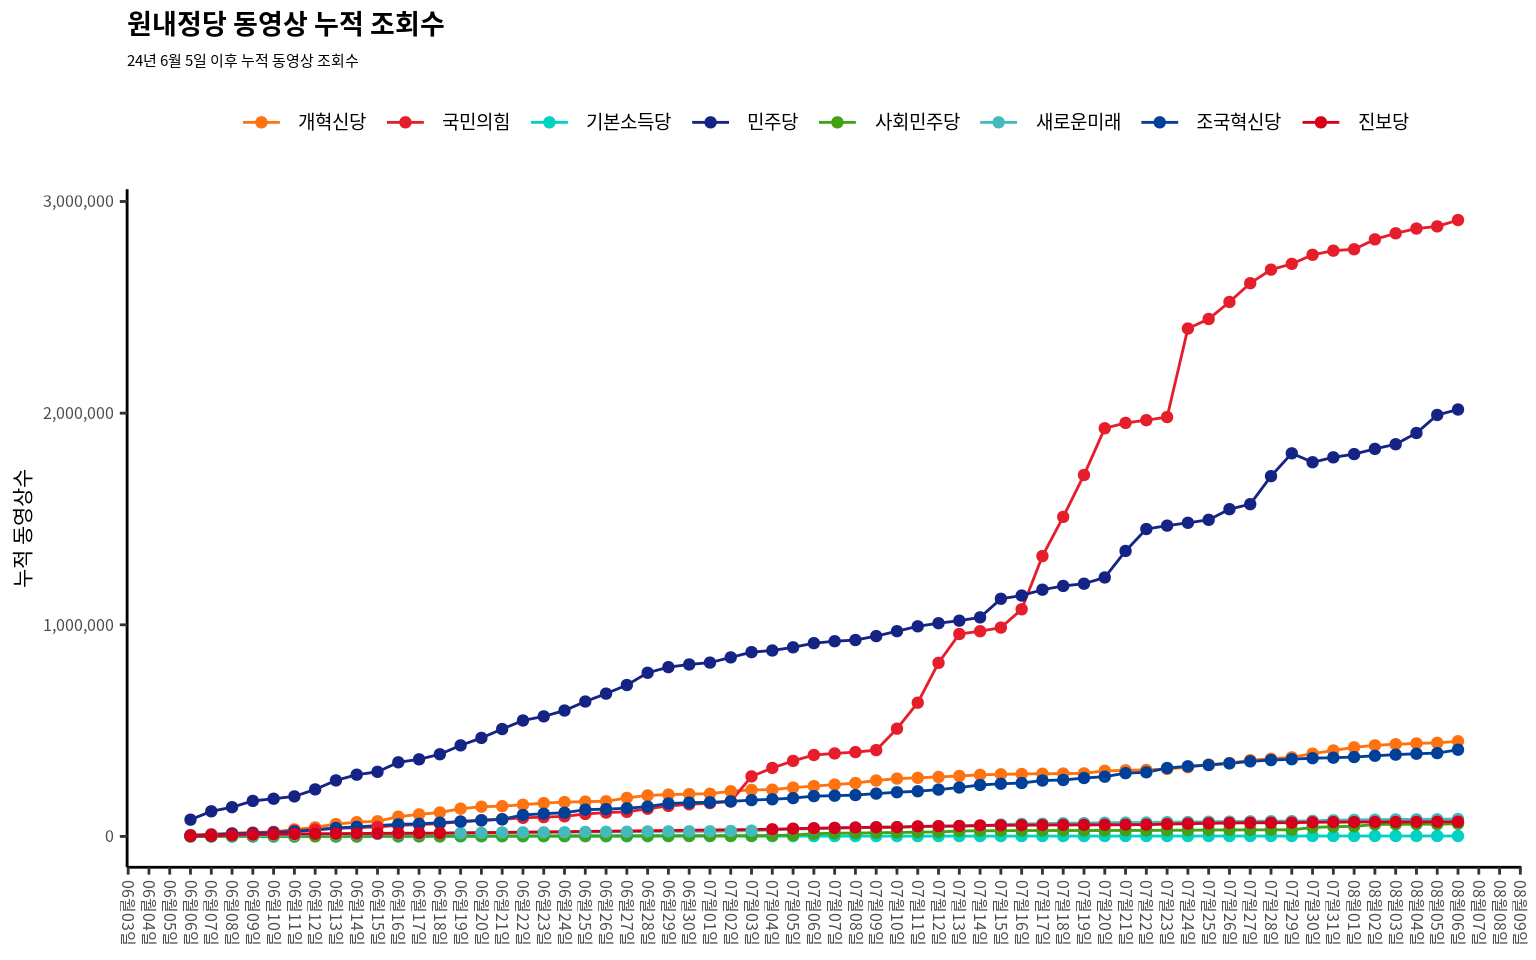 원내정당 동영상 누적 조회수
24년 6월 5일 이후 누적 동영상 조회수
개혁신당 국민의힘 기본소득당 민주당 사회민주당 새로운미래 조국혁신당 진보당
누적 동영상수
3,000,000
2,000,000
1,000,000
0
06월03일
06월04일
06월05일
06월06일
06월07일
06월08일
06월09일
06월10일
06월11일
06월12일
06월13일
06월14일
06월15일
06월16일
06월17일
06월18일
06월19일
06월20일
06월21일
06월22일
06월23일
06월24일
06월25일
06월26일
06월27일
06월28일
06월29일
06월30일
07월01일
07월02일
07월03일
07월04일
07월05일
07월06일
07월07일
07월08일
07월09일
07월10일
07월11일
07월12일
07월13일
07월14일
07월15일
07월16일
07월17일
07월18일
07월19일
07월20일
07월21일
07월22일
07월23일
07월24일
07월25일
07월26일
07월27일
07월28일
07월29일
07월30일
07월31일
08월01일
08월02일
08월03일
08월04일
08월05일
08월06일
08월07일
08월08일
08월09일